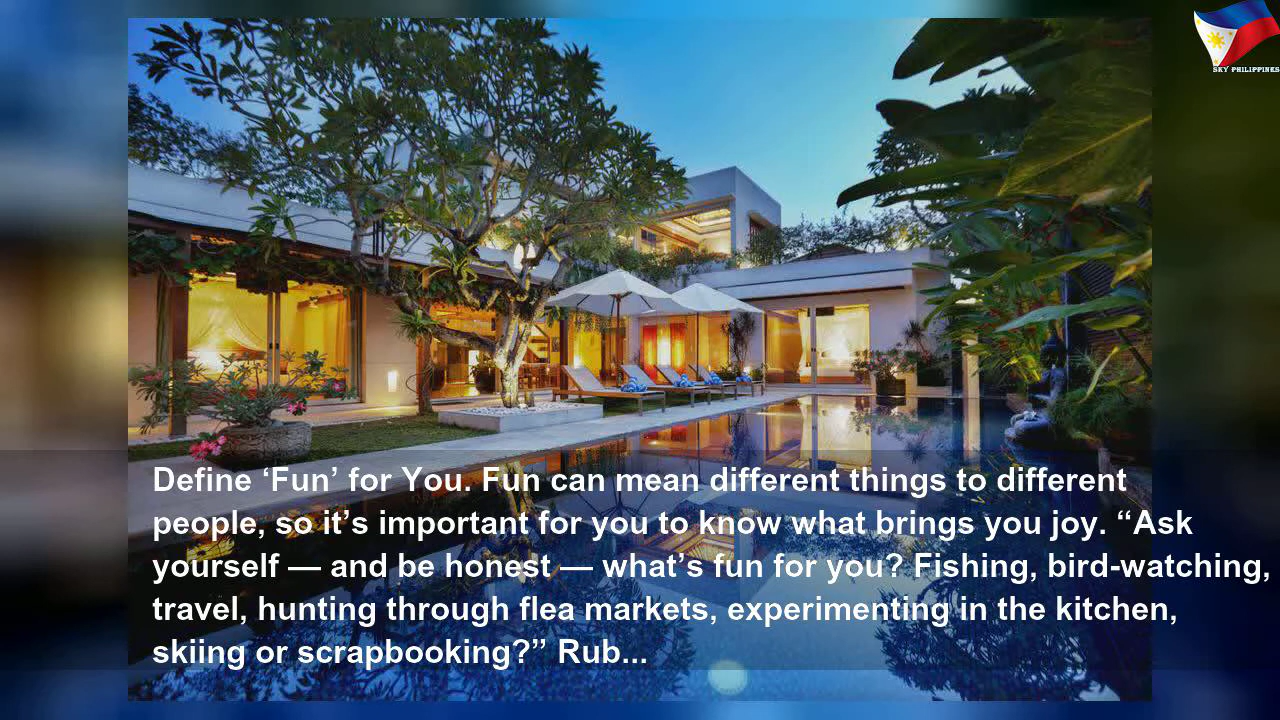 SKY PHILIPPINES
Define ‘Fun’ for You. Fun can mean different things to different
people, so it’s important for you to know what brings you joy. “Ask
yourself — and be honest — what’s fun for you? Fishing, bird-watching,
travel, hunting through flea markets, experimenting in the kitchen,
skiing or scrapbooking?” Rub...